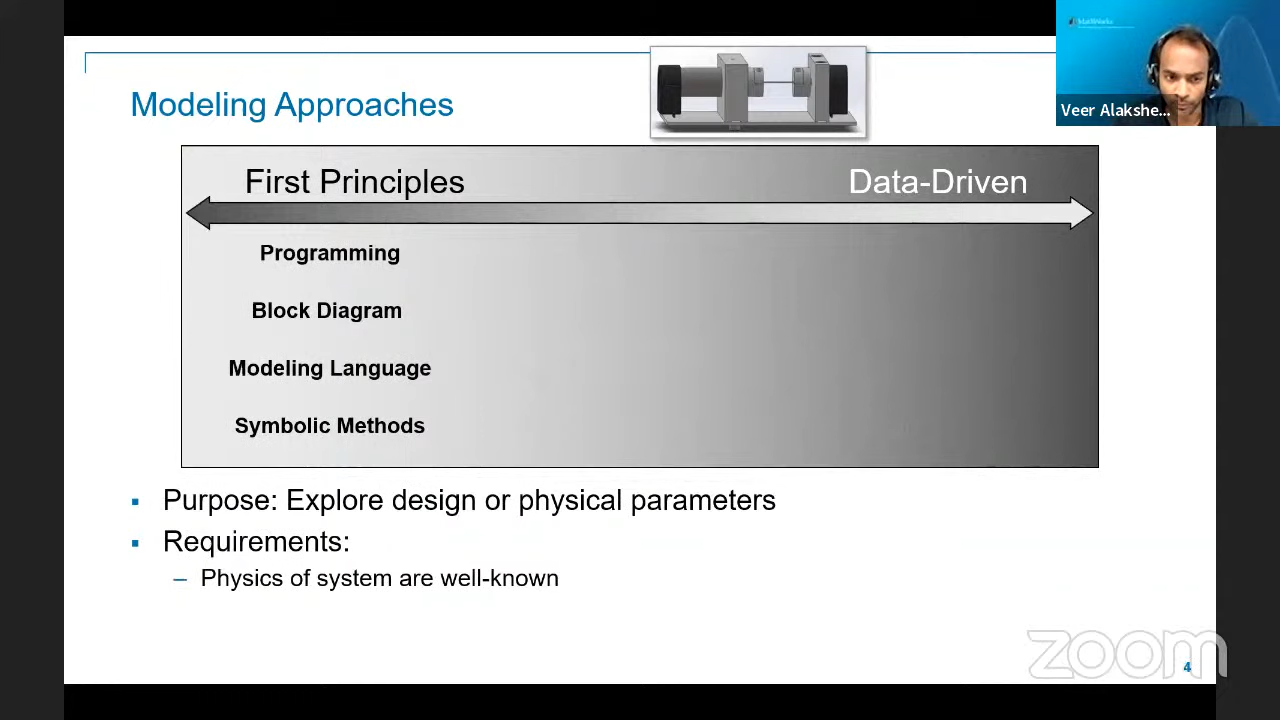 MathWorks
Veer Alakshe...
Modeling Approaches
First Principles
Data-Driven
Programming
Block Diagram
Modeling Language
Symbolic Methods
▪ Purpose: Explore design or physical parameters
▪ Requirements:
– Physics of system are well-known
zoom
4